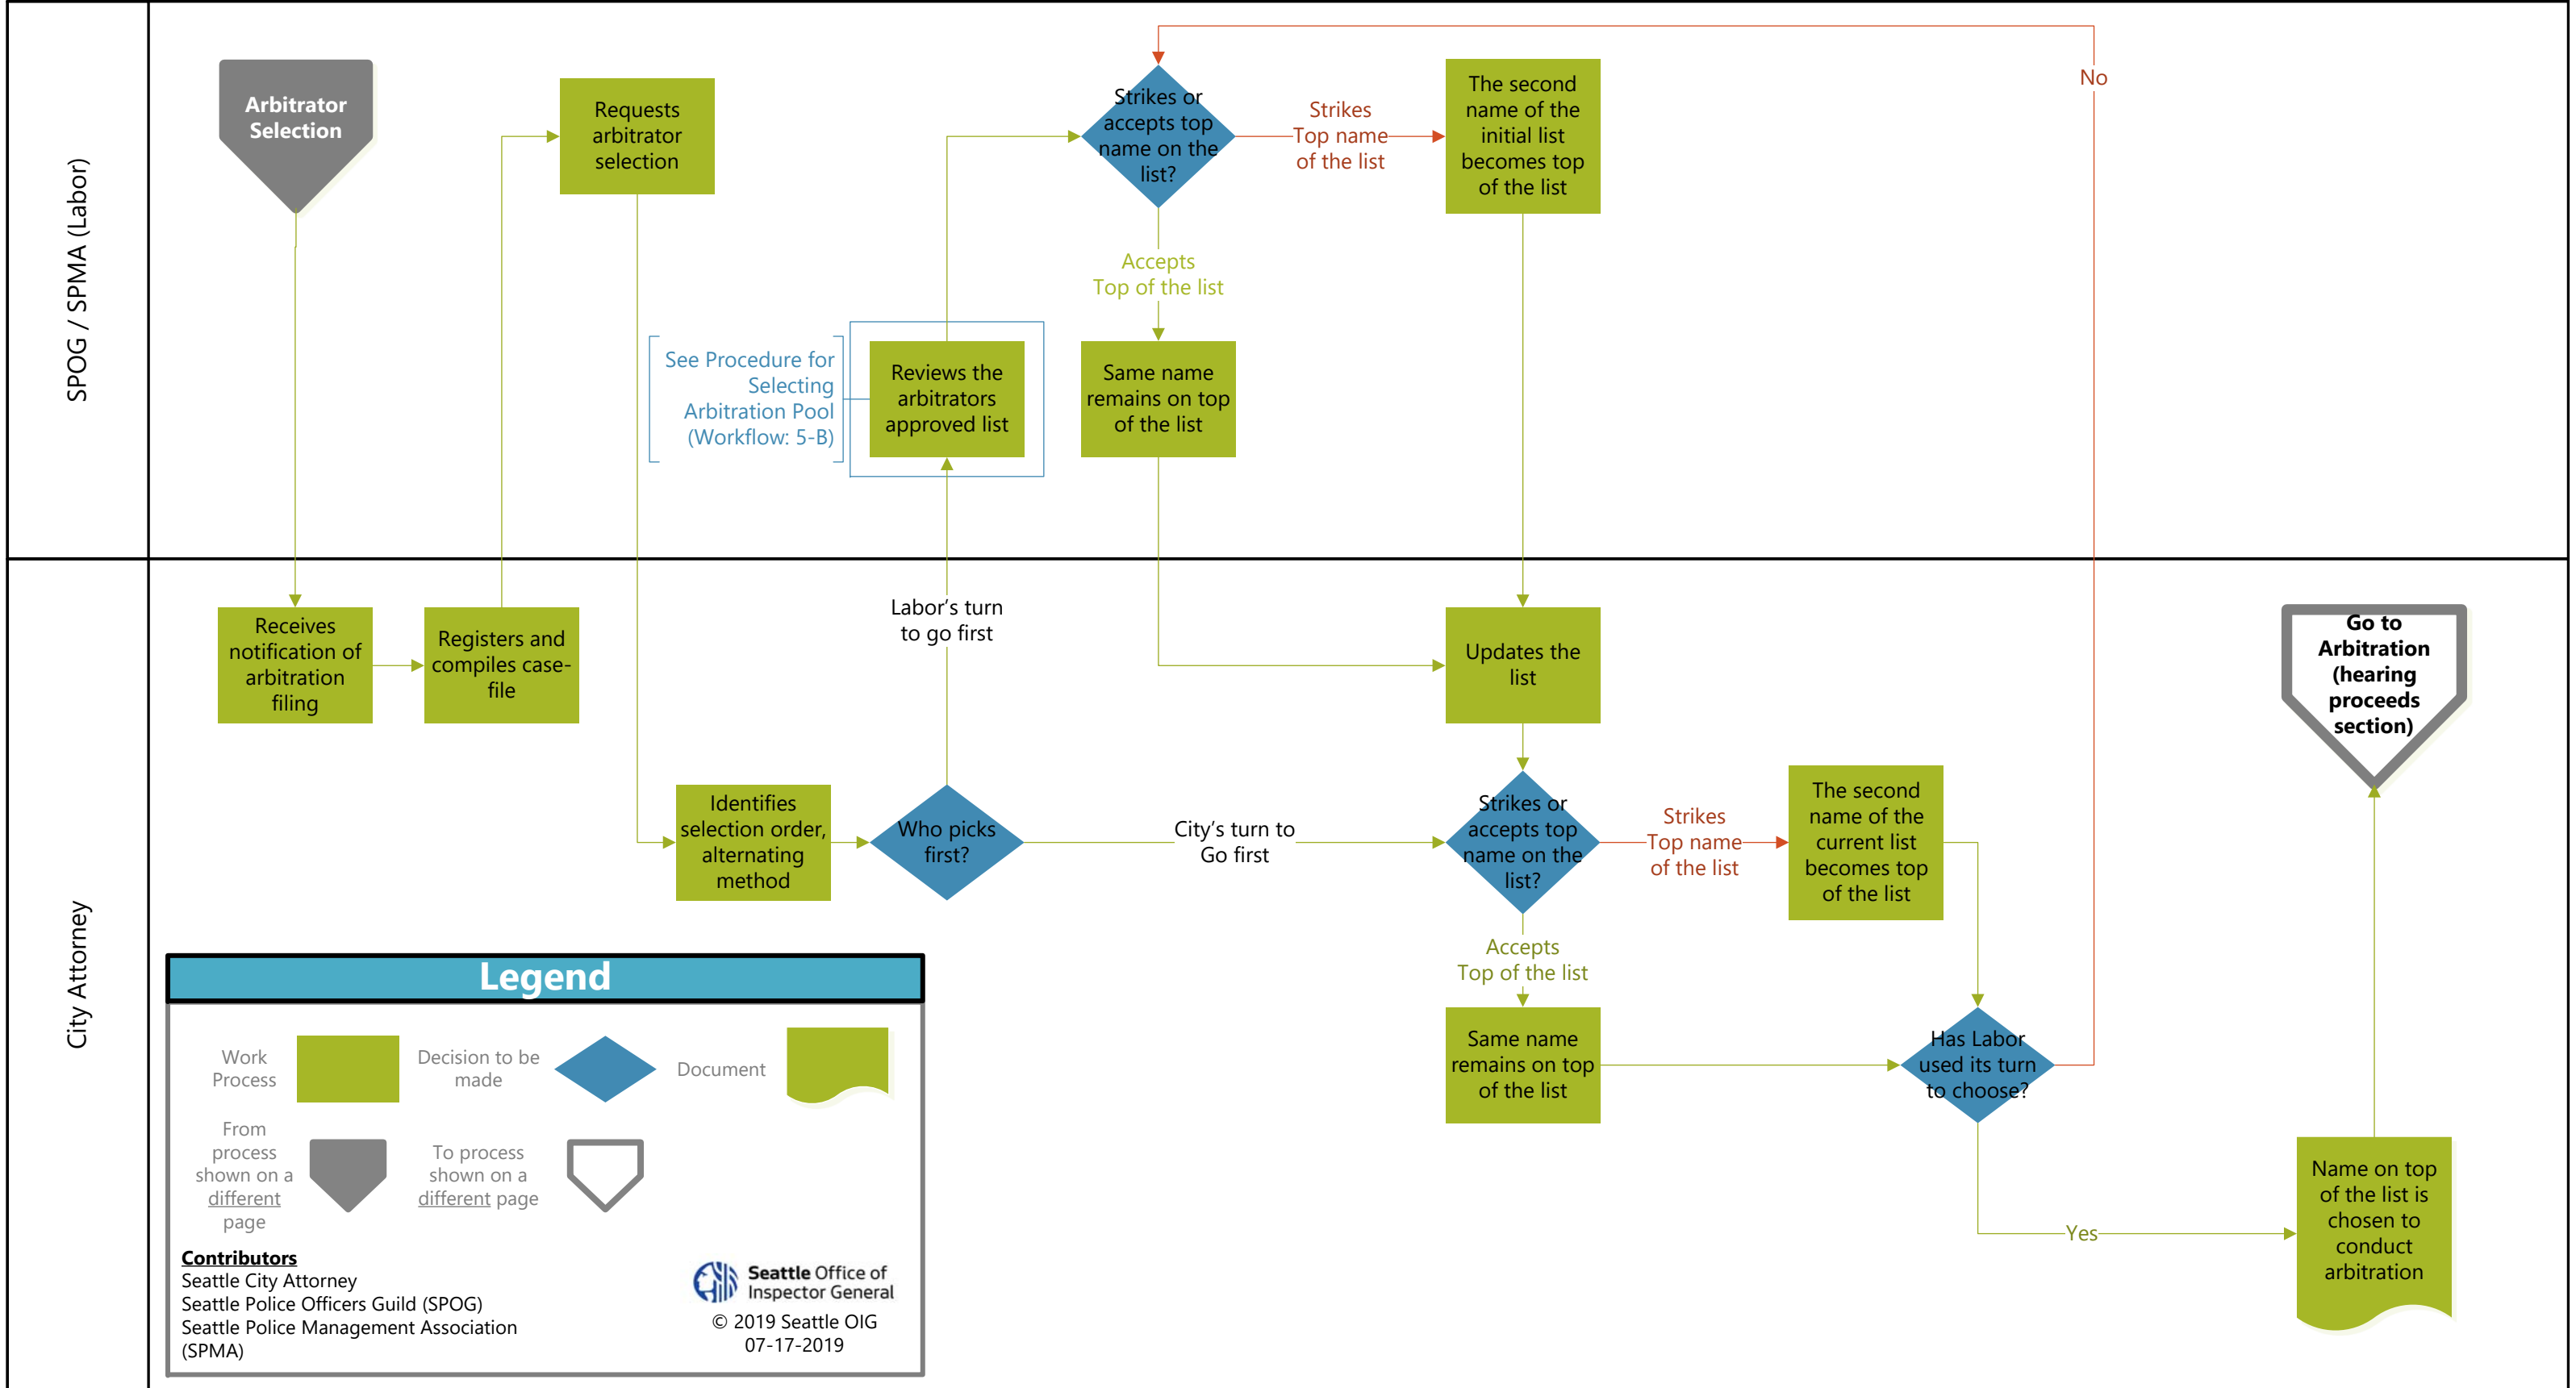 SPOG / SPMA (Labor)
Arbitrator
Selection
Requests
arbitrator
selection
See Procedure for
Selecting
Arbitration Pool
(Workflow: 5-B)
Reviews the
arbitrators
approved list
Strikes or
accepts top
name on the
list?
Strikes
Top name
of the list
The second
name of the
initial list
becomes top
of the list
Accepts
Top of the list
Same name
remains on top
of the list
No
City Attorney
Receives
notification of
arbitration
filing
Registers and
compiles case-
file
Labor's turn
to go first
Identifies
selection order,
alternating
method
Who picks
first?
City's turn to
Go first
Updates the
list
Strikes or
accepts top
name on the
list?
Strikes
Top name
of the list
The second
name of the
current list
becomes top
of the list
Accepts
Top of the list
Same name
remains on top
of the list
Has Labor
used its turn
to choose?
Yes
Name on top
of the list is
chosen to
conduct
arbitration
Go to
Arbitration
(hearing
proceeds
section)
Legend
Work
Process
Decision to be
made
Document
From
process
shown on a
different
page
To process
shown on a
different page
Contributors
Seattle City Attorney
Seattle Police Officers Guild (SPOG)
Seattle Police Management Association
(SPMA)
Seattle Office of
Inspector General
© 2019 Seattle OIG
07-17-2019